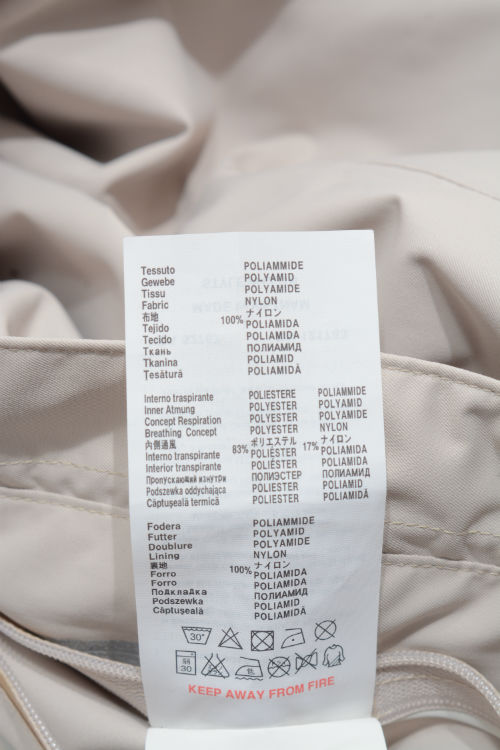 Tessuto POLIAMMIDE
Gewebe POLYAMID
Tissu POLYAMIDE
Fabric NYLON
布地 100% ナイロン
Tejido POLIAMIDA
Tecido POLIAMIDA
Ткань ПОЛИАМИД
Tkanina POLIAMID
Țesătură POLIAMIDĂ
Interno traspirante POLIESTERE POLIAMMIDE
Inner Atmung POLYESTER POLYAMID
Concept Respiration POLYESTER POLYAMIDE
Breathing Concept POLYESTER NYLON
内側通風 83% ポリエステル 17% ナイロン
Interno transpirante POLIÉSTER POLIAMIDA
Interior transpirante POLIÉSTER POLIAMIDA
Пропускающий изнутри ПОЛИЭСТЕР ПОЛИАМИД
Podszewka oddychająca POLIESTER POLIAMID
Căptușeală termică POLIESTER POLIAMIDĂ
Fodera POLIAMMIDE
Futter POLYAMID
Doublure POLYAMIDE
Lining NYLON
裏地 100% ナイロン
Forro POLIAMIDA
Forro POLIAMIDA
Подкладка ПОЛИАМИД
Podszewka POLIAMID
Căptușeală POLIAMIDĂ
30°
弱 30 低
KEEP AWAY FROM FIRE